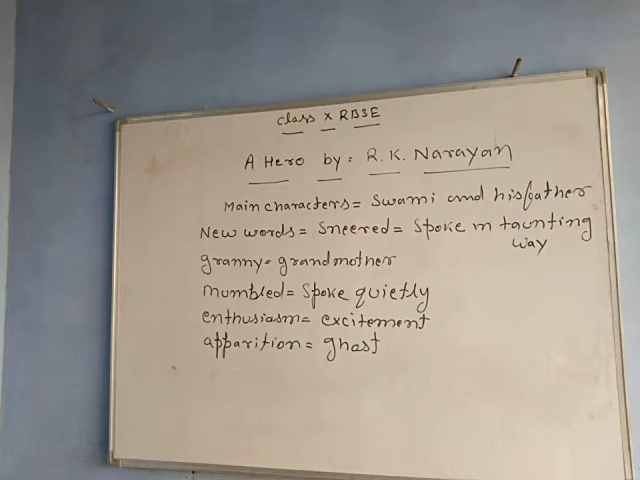 class x RBSE
A Hero by = R. K. Narayan
Main characters = Swami and his father
New words = Sneered = Spoke in taunting
way
granny = grandmother
mumbled = Spoke quietly
enthusiasm = excitement
apparition = ghost